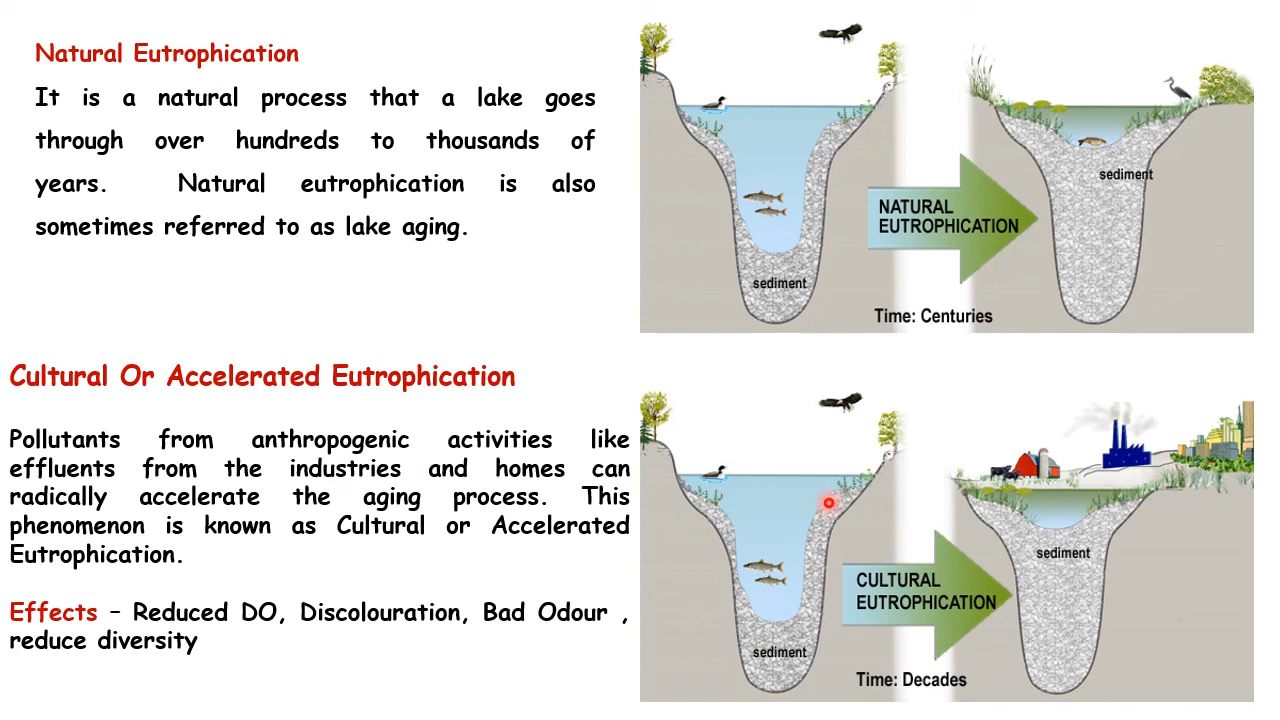 Natural Eutrophication
It is a natural process that a lake goes
through over hundreds to thousands of
years. Natural eutrophication is also
sometimes referred to as lake aging.
sediment
NATURAL
EUTROPHICATION
Time: Centuries
sediment
Cultural Or Accelerated Eutrophication
Pollutants from anthropogenic activities like
effluents from the industries and homes can
radically accelerate the aging process. This
phenomenon is known as Cultural or Accelerated
Eutrophication.
Effects – Reduced DO, Discolouration, Bad Odour ,
reduce diversity
sediment
CULTURAL
EUTROPHICATION
Time: Decades
sediment